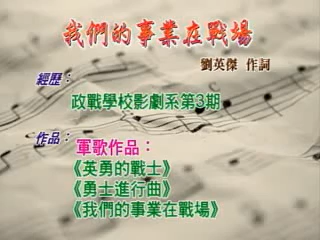 我們的事業在戰場
劉英傑 作詞
經歷：
政戰學校影劇系第3期
作品：
軍歌作品：
《英勇的戰士》
《勇士進行曲》
《我們的事業在戰場》